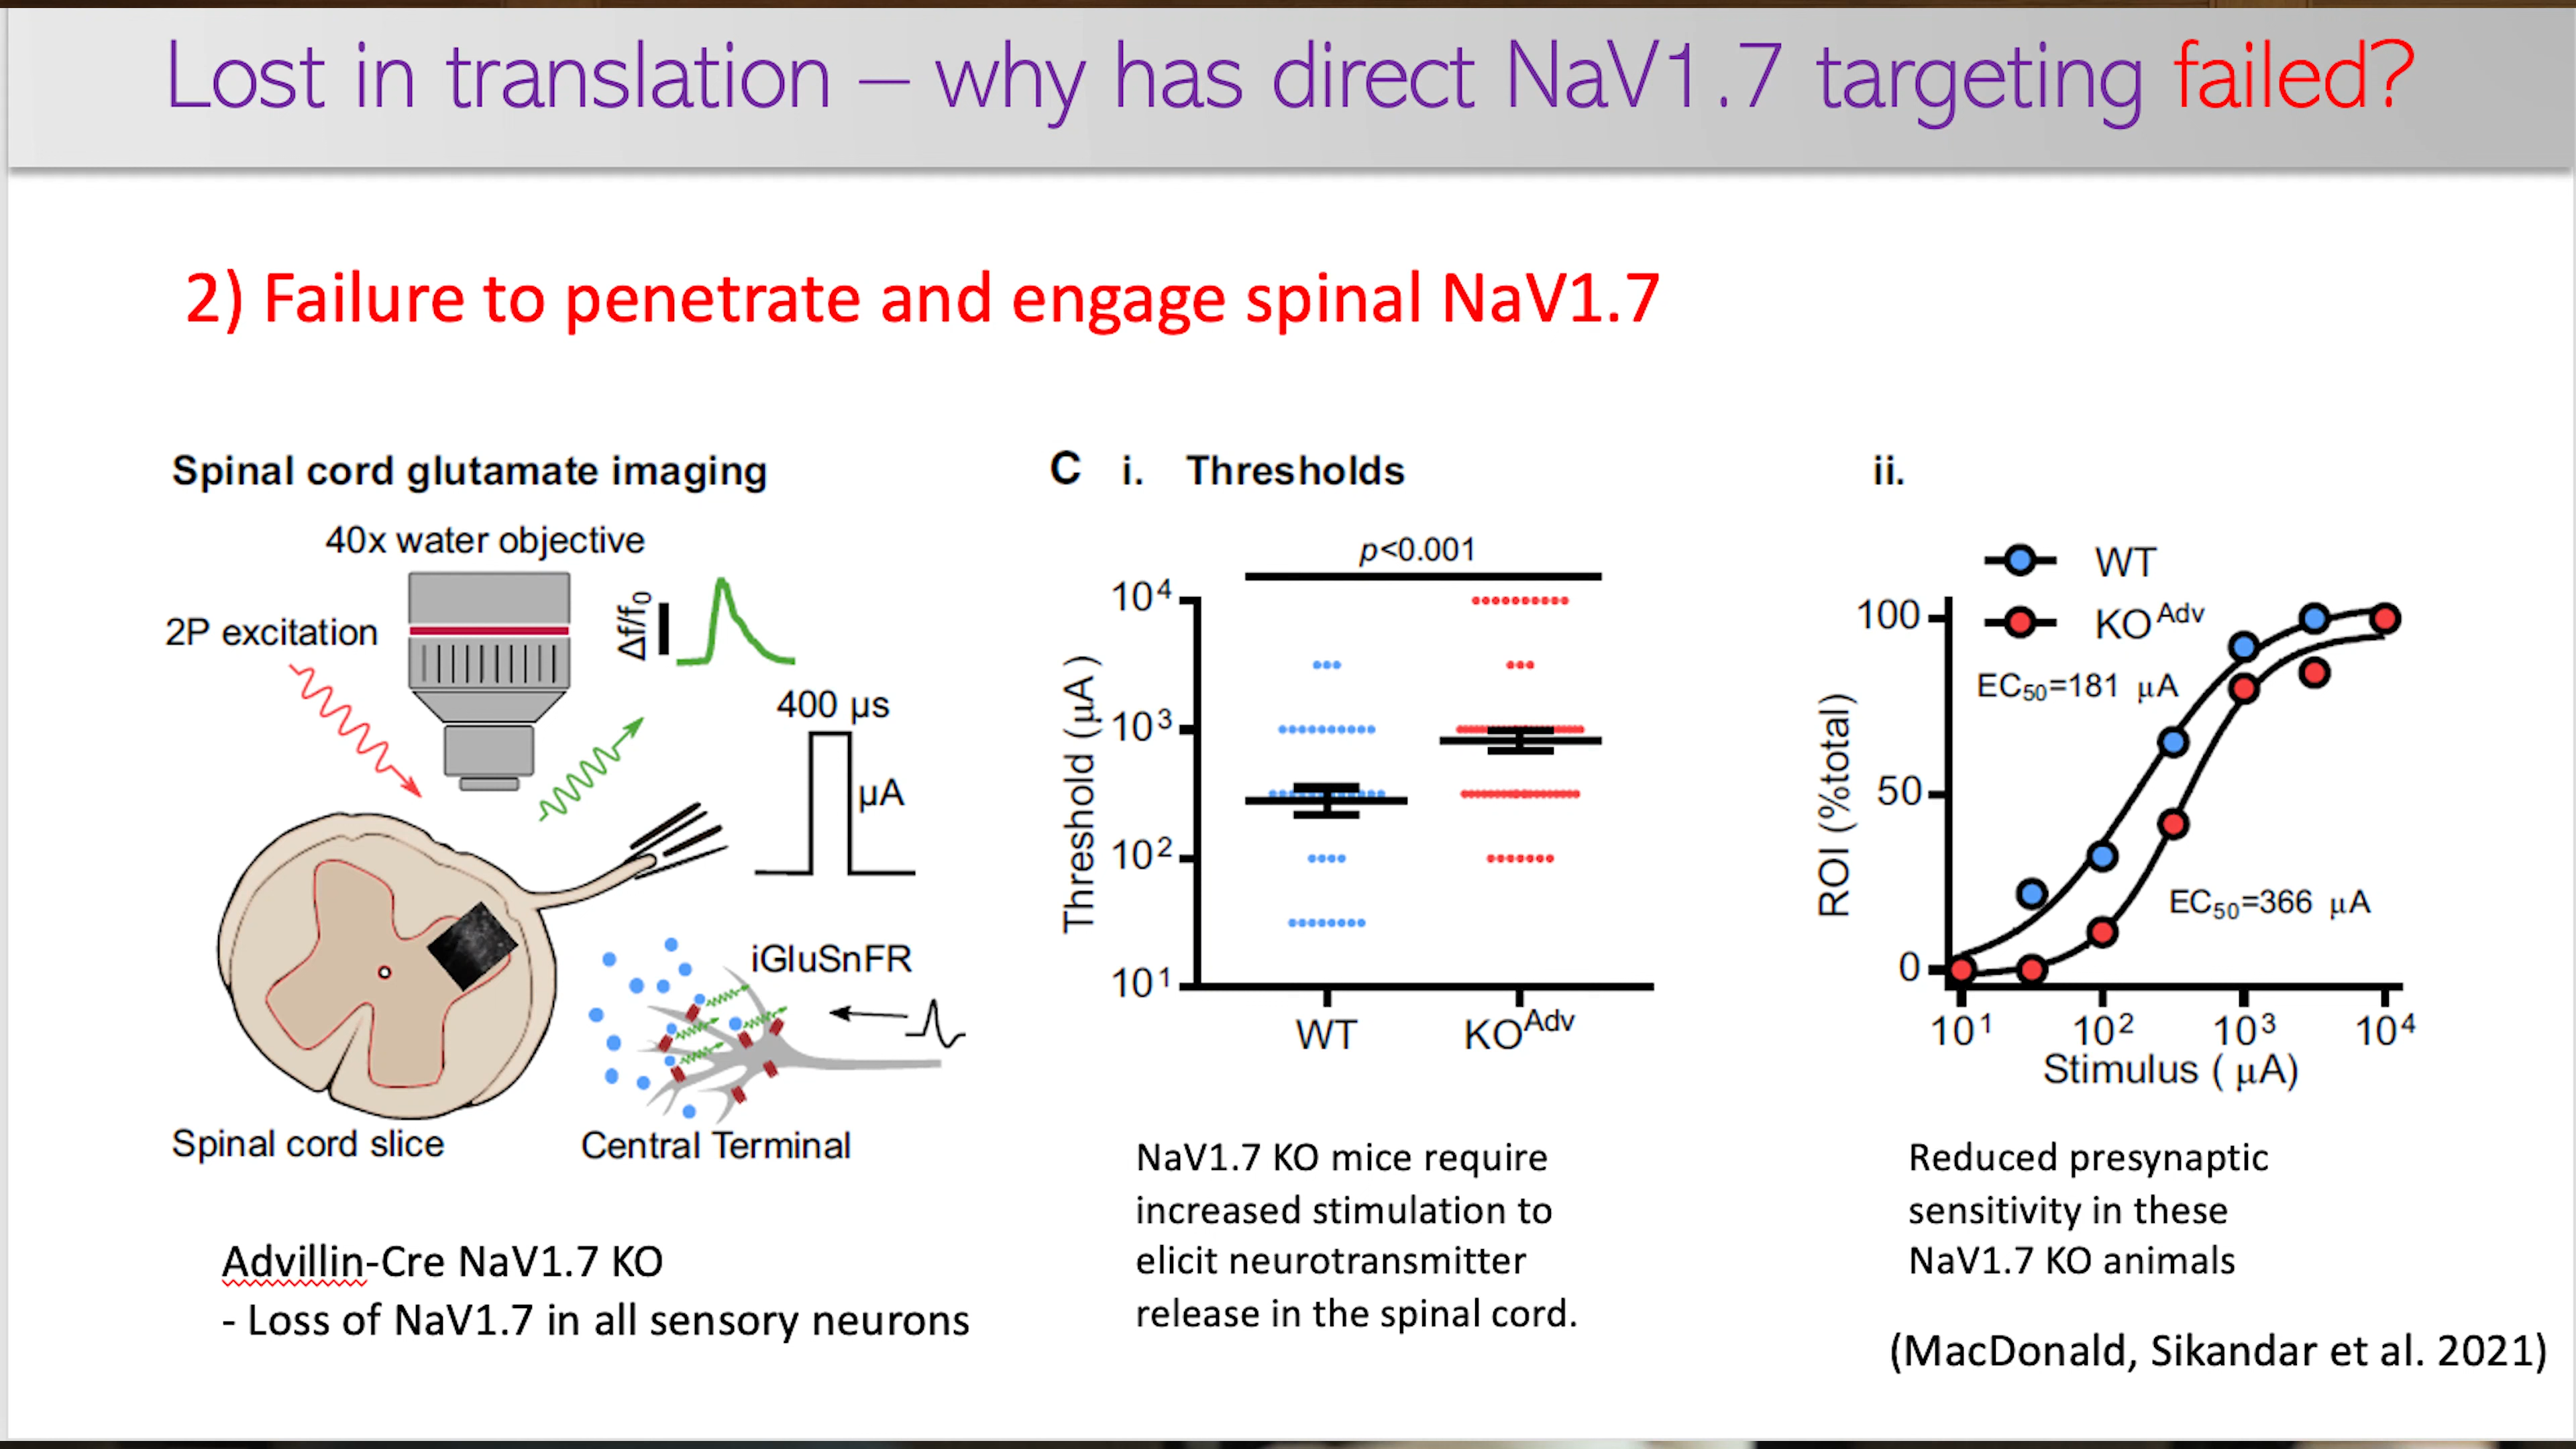 Lost in translation – why has direct NaV1.7 targeting failed?
2) Failure to penetrate and engage spinal NaV1.7
Spinal cord glutamate imaging
40x water objective
2P excitation
Δf/f₀
400 µs
µA
iGluSnFR
Spinal cord slice
Central Terminal
Advillin-Cre NaV1.7 KO
- Loss of NaV1.7 in all sensory neurons
C i. Thresholds
p<0.001
Threshold (µA)
10⁴
10³
10²
10¹
WT
KO^Adv
NaV1.7 KO mice require
increased stimulation to
elicit neurotransmitter
release in the spinal cord.
ii.
WT
KO^Adv
EC₅₀=181 µA
EC₅₀=366 µA
ROI (%total)
100
50
0
10¹ 10² 10³ 10⁴
Stimulus ( µA)
Reduced presynaptic
sensitivity in these
NaV1.7 KO animals
(MacDonald, Sikandar et al. 2021)